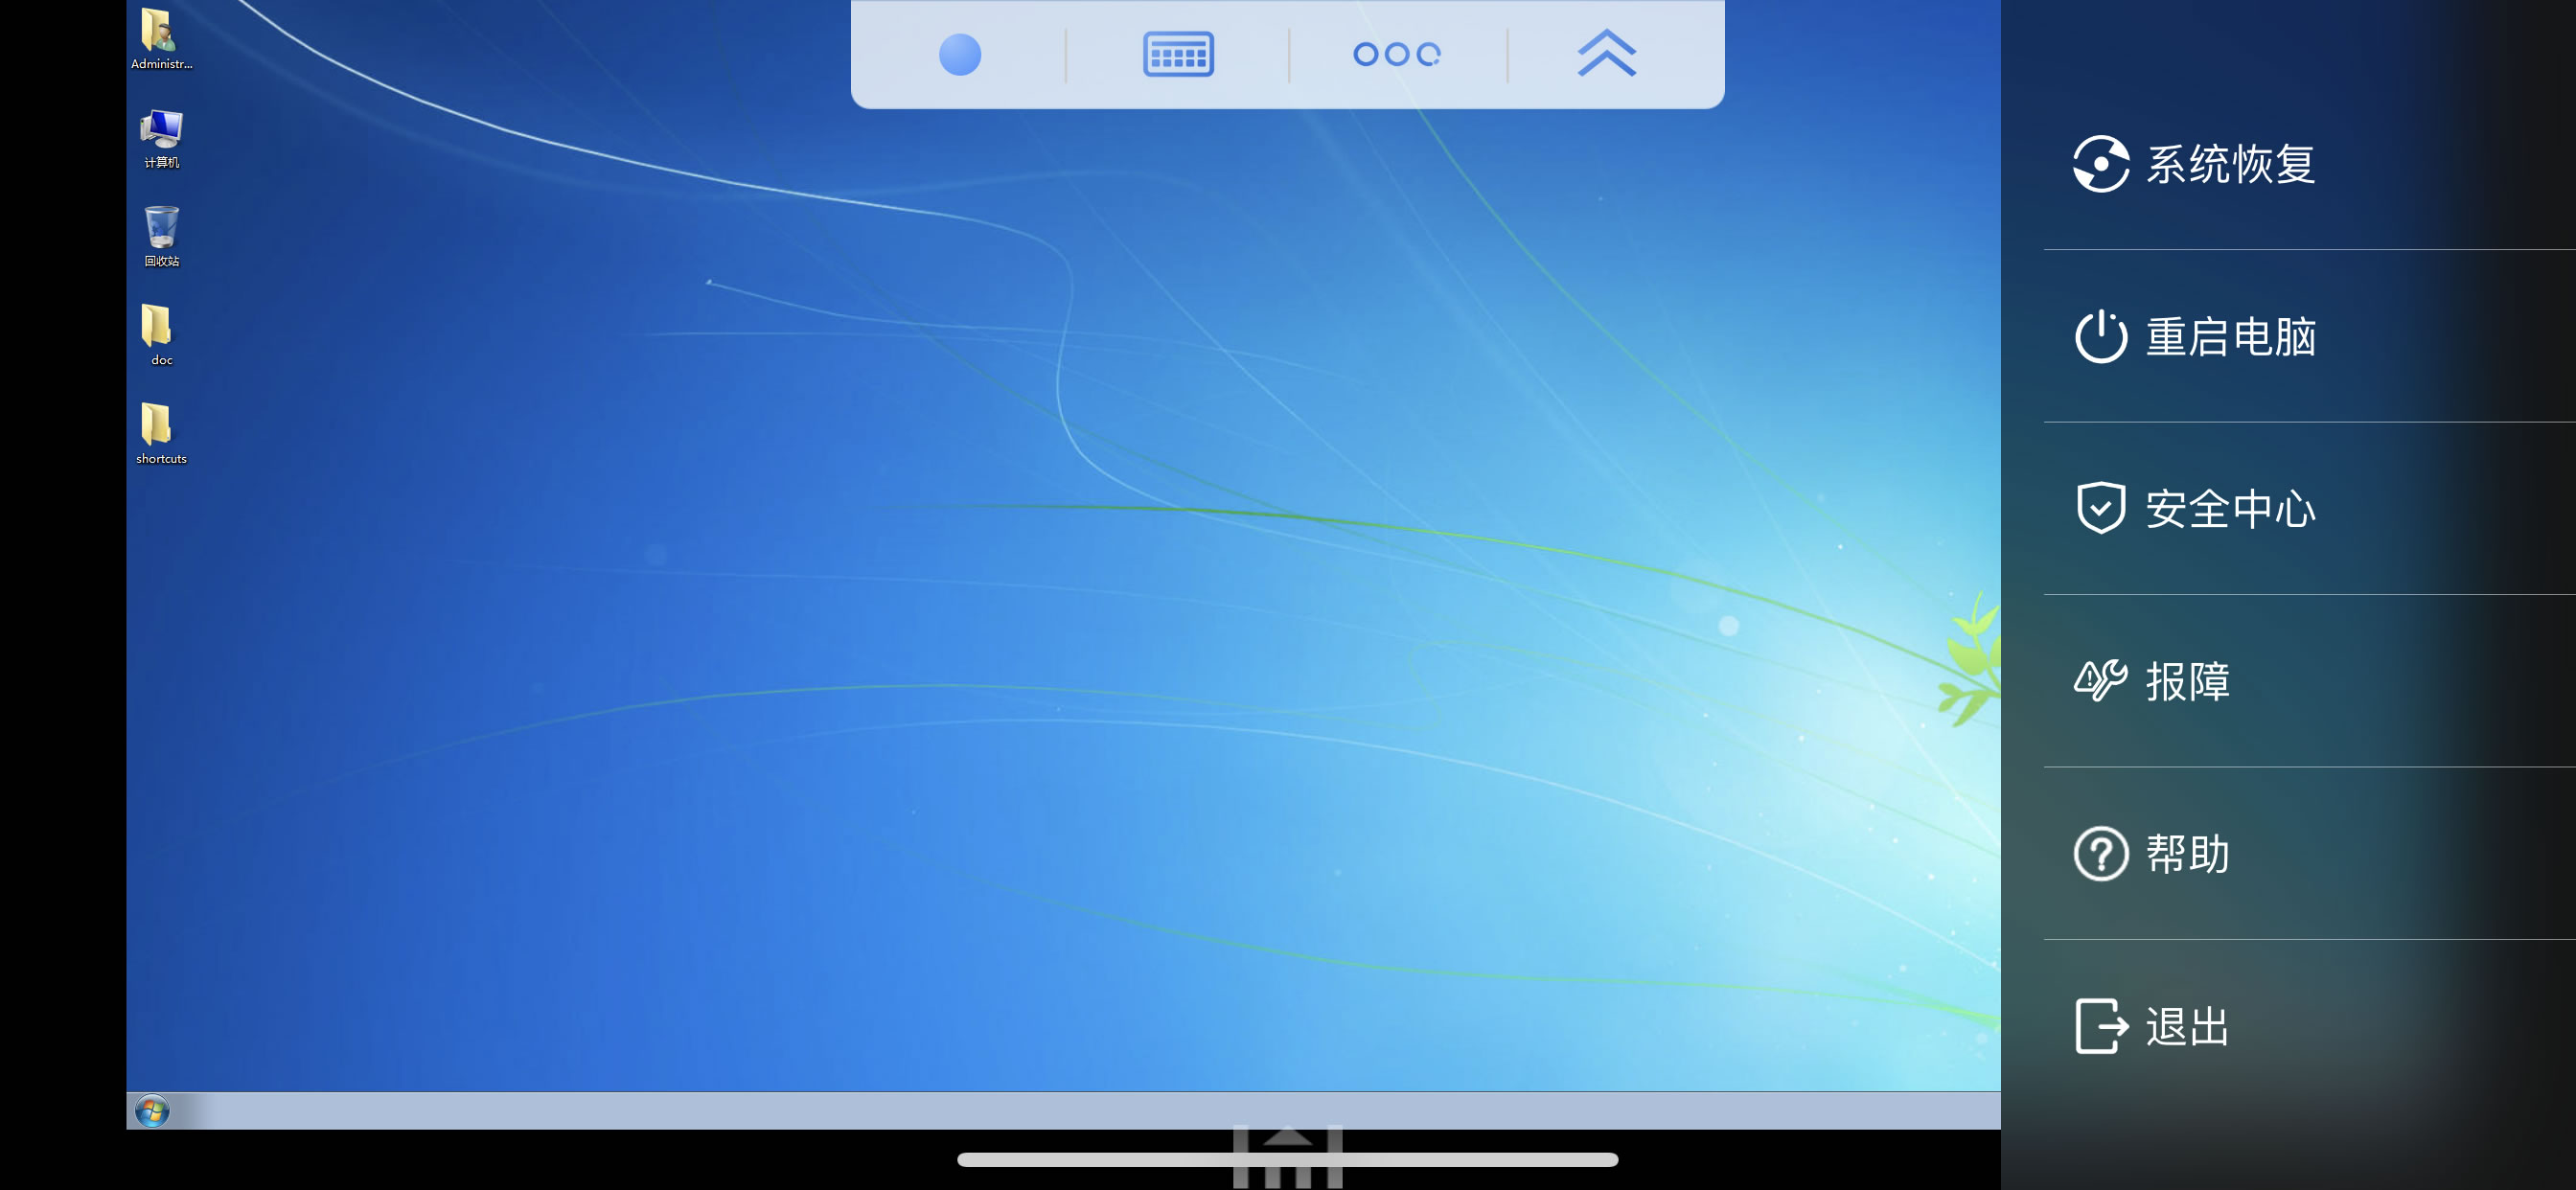 Administr...
计算机
回收站
doc
shortcuts
系统恢复
重启电脑
安全中心
报障
帮助
退出